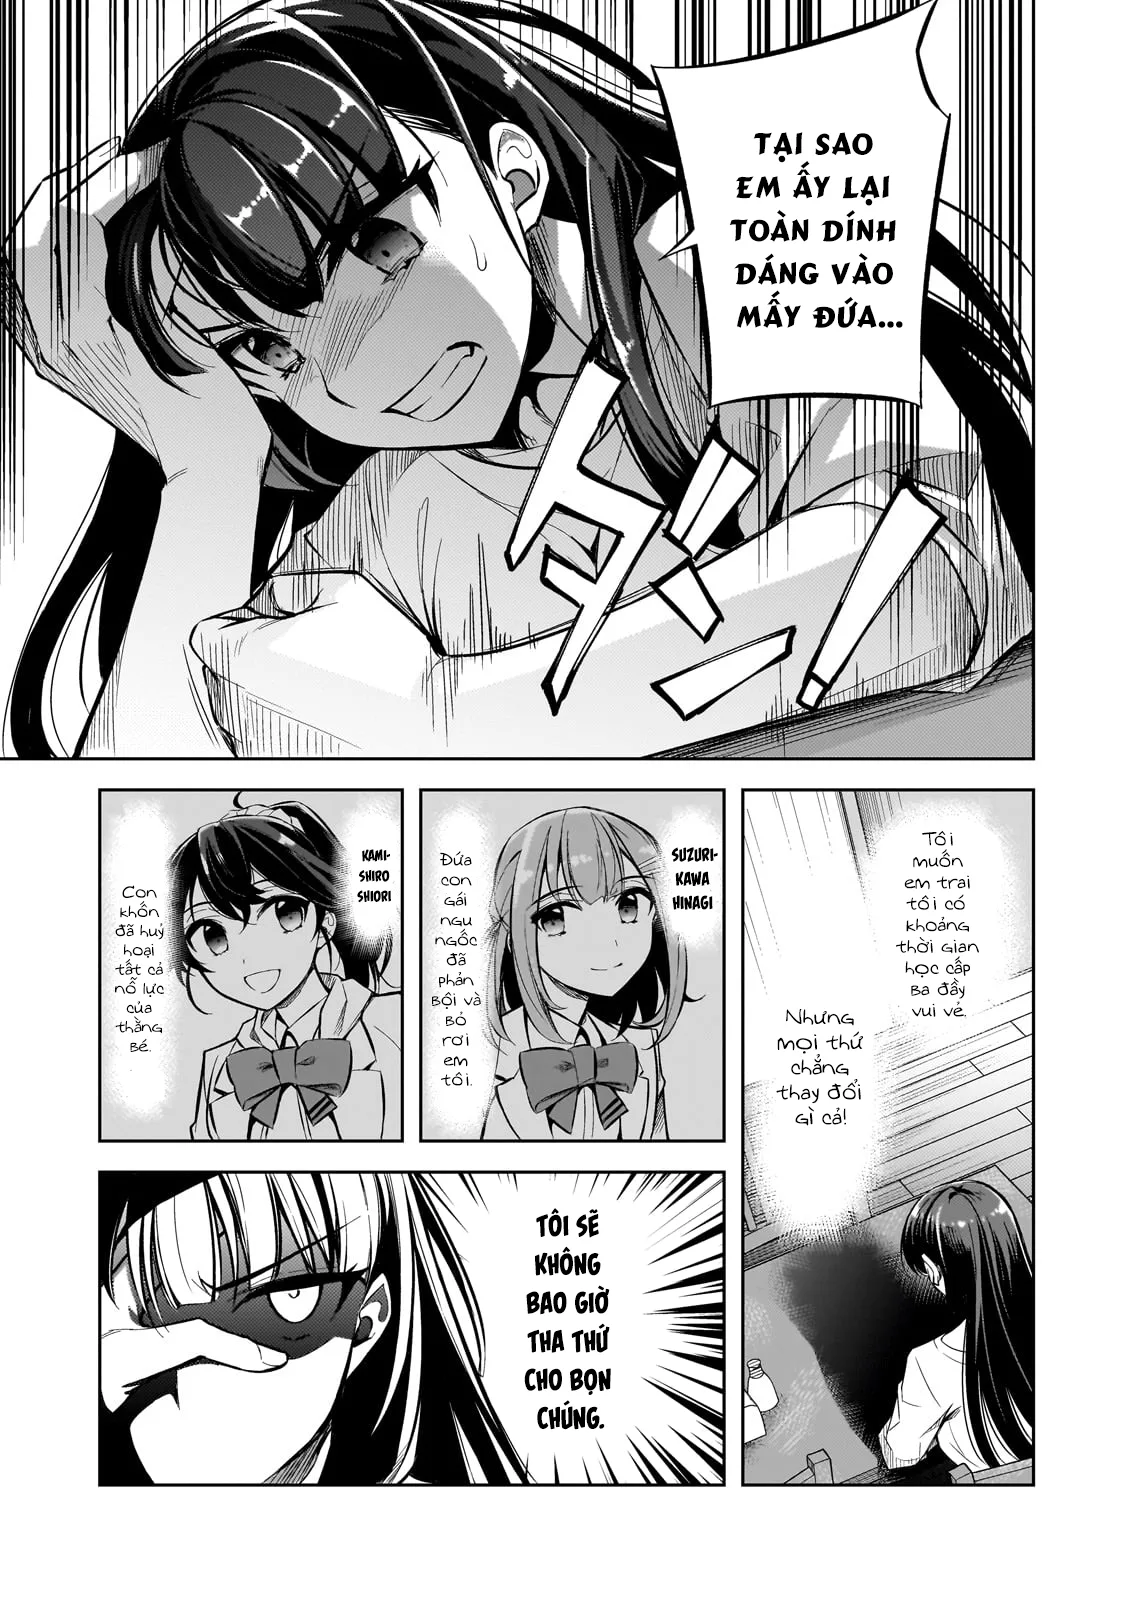 TẠI SAO
EM ẤY LẠI
TOÀN DÍNH
DÁNG VÀO
MẤY ĐỨA...
ダン!
Tôi
muốn
em trai
tôi có
khoảng
thời gian
học cấp
ba đầy
vui vẻ.
Nhưng
mọi thứ
chẳng
thay đổi
gì cả!
SUZURI-
KAWA
HINAGI
Đứa
con
gái
ngu
ngốc
đã
phản
bội và
bỏ
rơi
em
tôi.
KAMI-
SHIRO
SHIORI
Con
khốn
đã huỷ
hoại
tất cả
nỗ lực
của
thằng
bé.
TÔI SẼ
KHÔNG
BAO GIỜ
THA THỨ
CHO BỌN
CHÚNG.